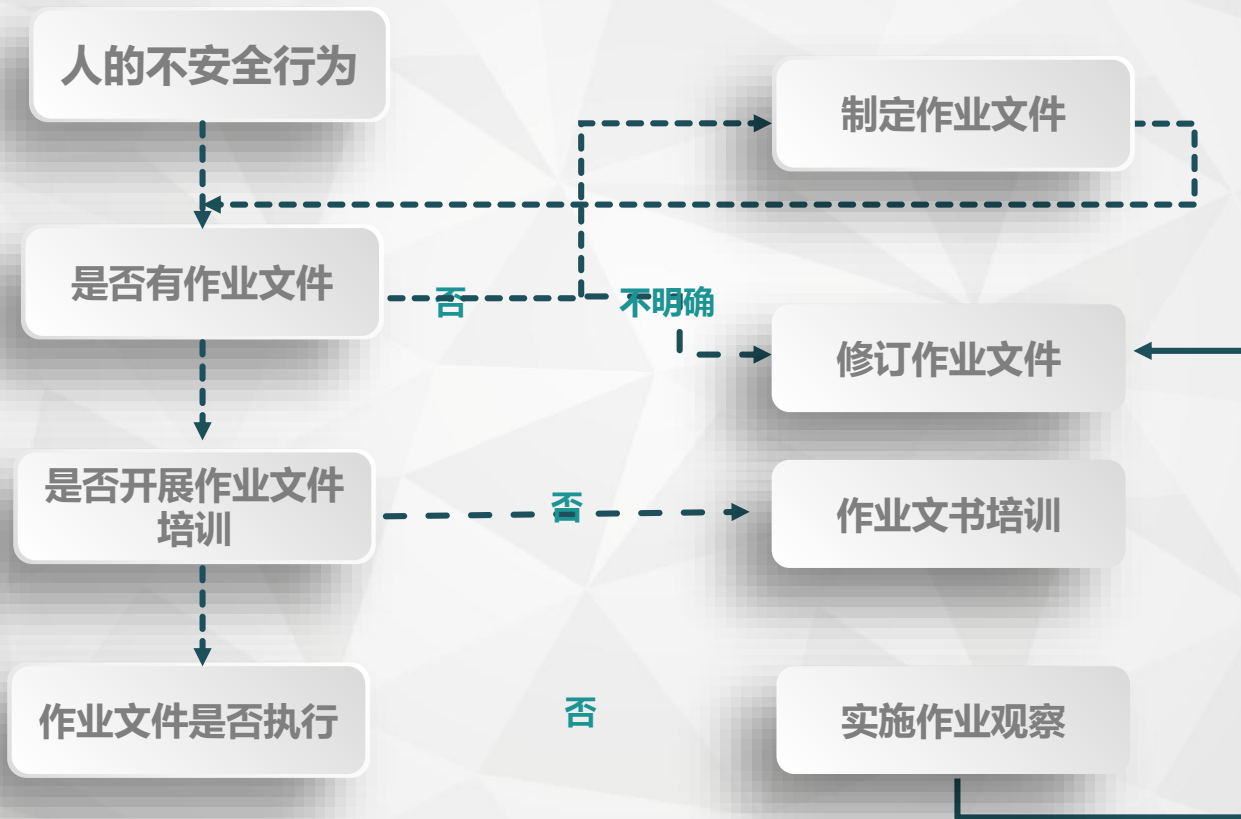 人的不安全行为
制定作业文件
是否有作业文件
否
不明确
修订作业文件
是否开展作业文件
培训
否
作业文书培训
作业文件是否执行
否
实施作业观察